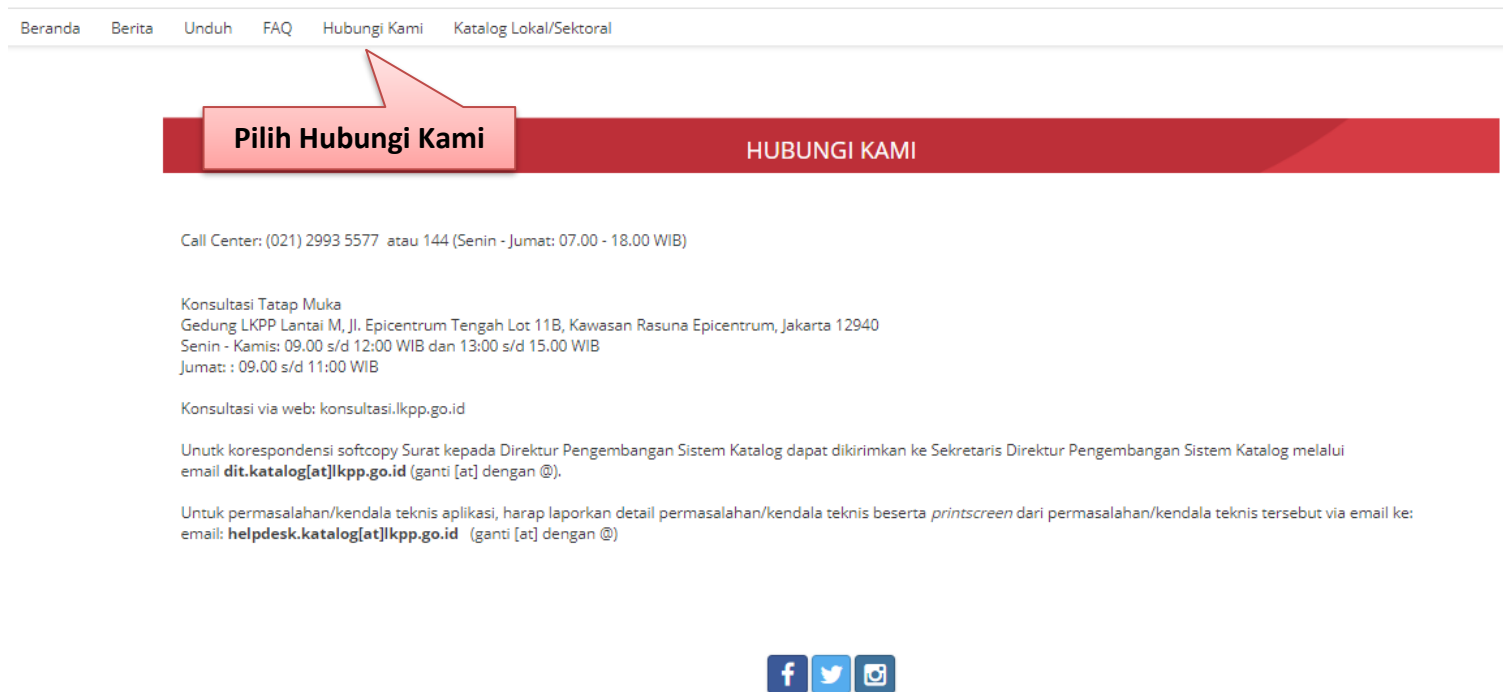 Beranda Berita Unduh FAQ Hubungi Kami Katalog Lokal/Sektoral
Pilih Hubungi Kami
HUBUNGI KAMI
Call Center: (021) 2993 5577 atau 144 (Senin - Jumat: 07.00 - 18.00 WIB)
Konsultasi Tatap Muka
Gedung LKPP Lantai M, Jl. Epicentrum Tengah Lot 11B, Kawasan Rasuna Epicentrum, Jakarta 12940
Senin - Kamis: 09.00 s/d 12:00 WIB dan 13:00 s/d 15.00 WIB
Jumat: : 09.00 s/d 11:00 WIB
Konsultasi via web: konsultasi.lkpp.go.id
Unutk korespondensi softcopy Surat kepada Direktur Pengembangan Sistem Katalog dapat dikirimkan ke Sekretaris Direktur Pengembangan Sistem Katalog melalui
email dit.katalog[at]lkpp.go.id (ganti [at] dengan @).
Untuk permasalahan/kendala teknis aplikasi, harap laporkan detail permasalahan/kendala teknis beserta printscreen dari permasalahan/kendala teknis tersebut via email ke:
email: helpdesk.katalog[at]lkpp.go.id (ganti [at] dengan @)